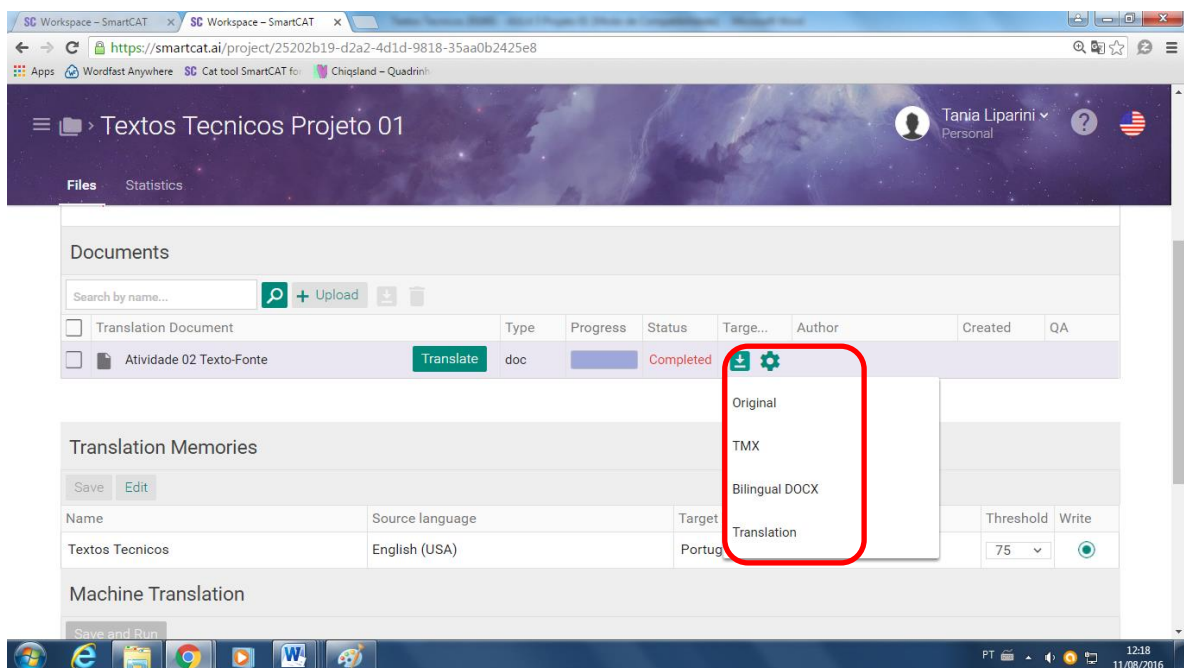 SC Workspace – SmartCAT x
SC Workspace – SmartCAT x
https://smartcat.ai/project/25202b19-d2a2-4d1d-9818-35aa0b2425e8
Apps Wordfast Anywhere SC Cat tool SmartCAT for Chiqsland – Quadrinh
Textos Tecnicos Projeto 01
Tania Liparini
Personal
?
Files Statistics
Documents
Search by name... + Upload
Translation Document Type Progress Status Targe... Author Created QA
Atividade 02 Texto-Fonte Translate doc Completed
Original
TMX
Bilingual DOCX
Translation
Translation Memories
Save Edit
Name Source language Target Threshold Write
Textos Tecnicos English (USA) Portug 75
Machine Translation
Save and Run
PT 12:18
11/08/2016